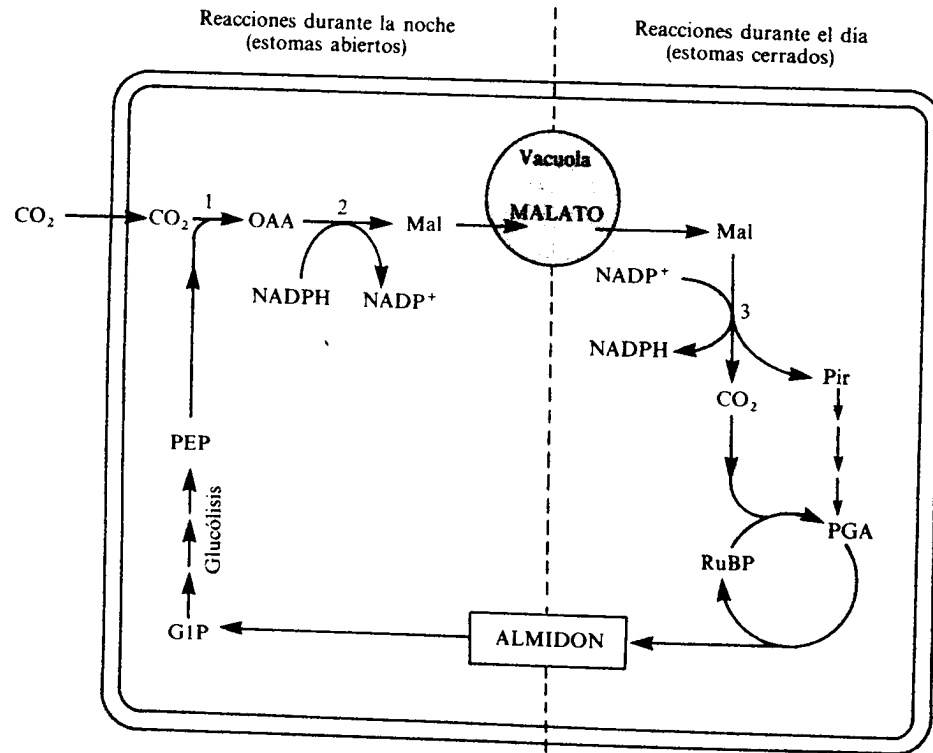 Reacciones durante la noche
(estomas abiertos)
Reacciones durante el día
(estomas cerrados)
Vacuola
MALATO
CO₂
CO₂
1
OAA
2
Mal
Mal
NADPH
NADP⁺
NADP⁺
3
NADPH
Pir
CO₂
PEP
Glucólisis
PGA
RuBP
G1P
ALMIDON